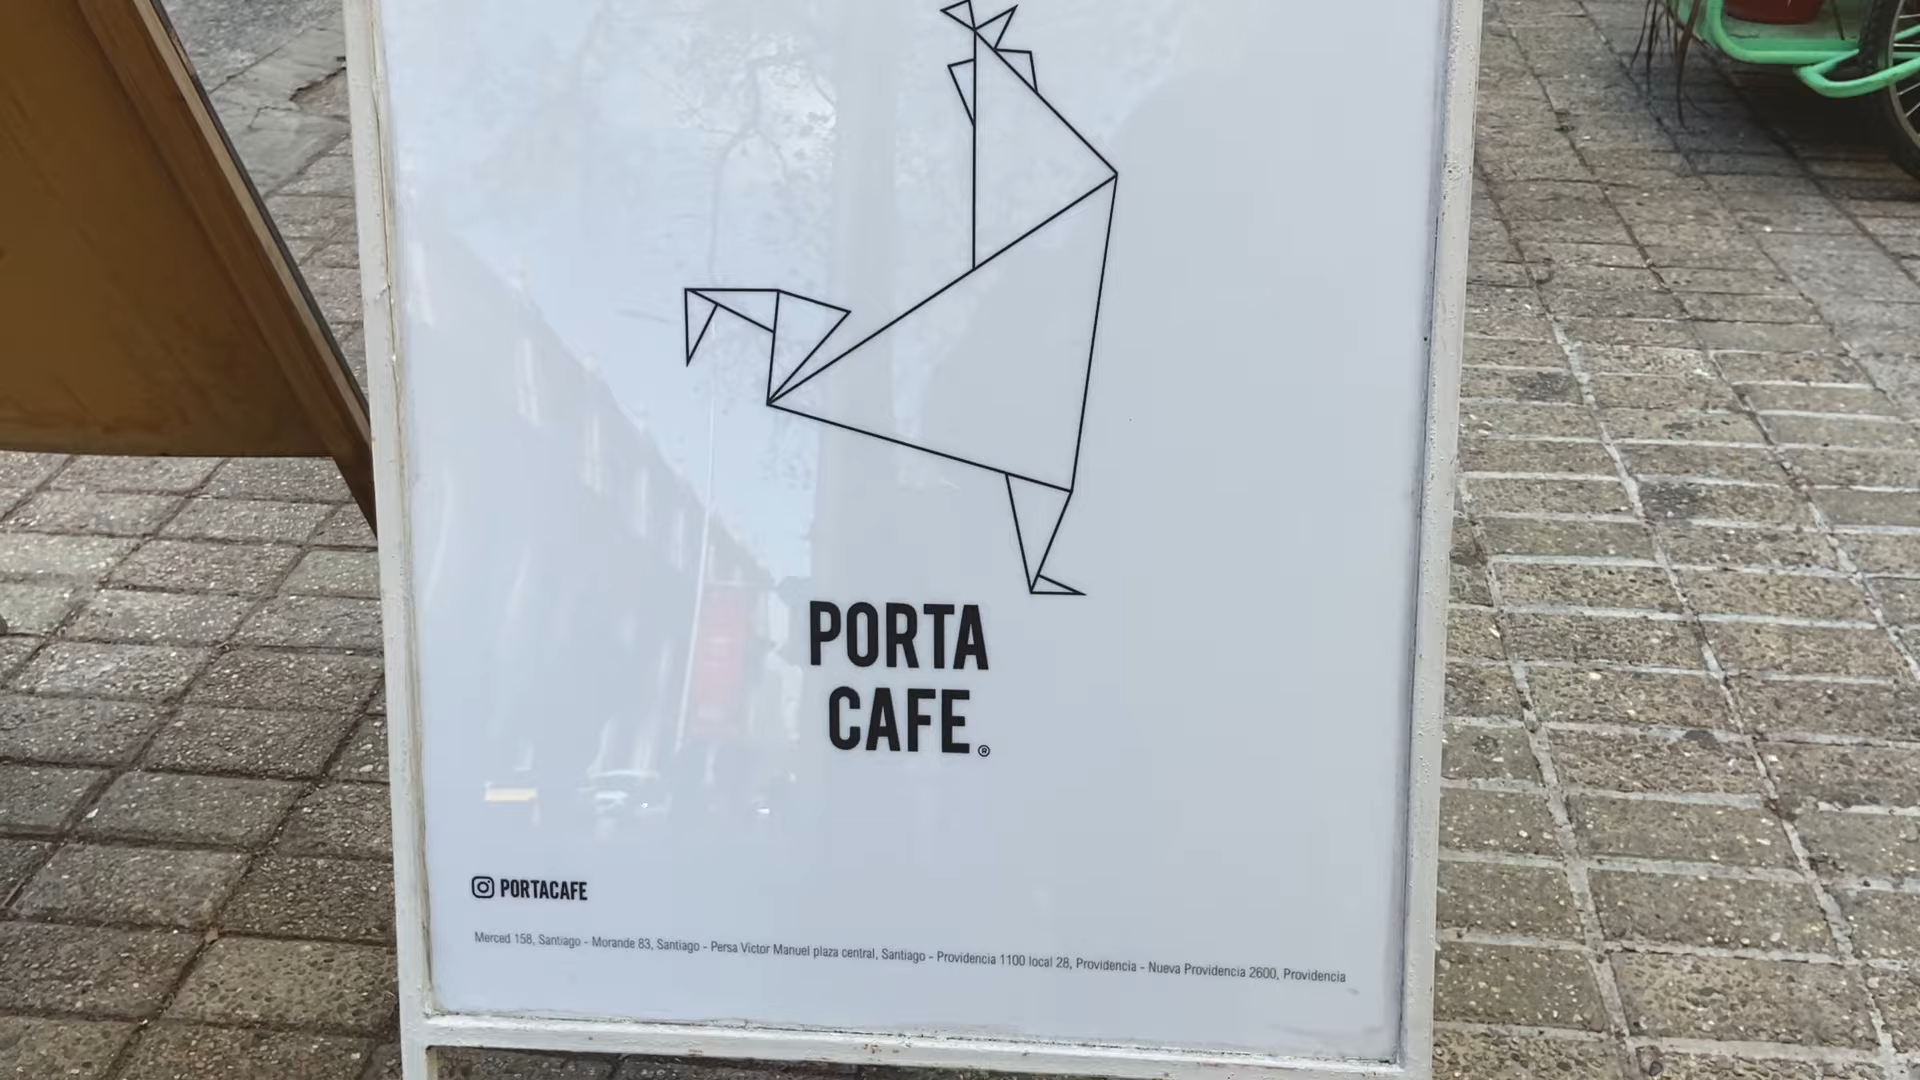 PORTA
CAFE®
PORTACAFE
Merced 158, Santiago - Morande 83, Santiago - Persa Victor Manuel plaza central, Santiago - Providencia 1100 local 28, Providencia - Nueva Providencia 2600, Providencia